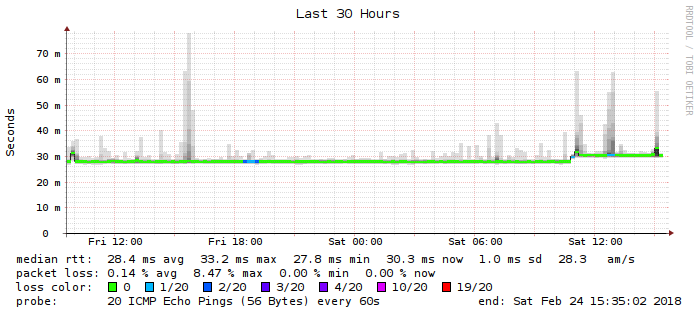 Last 30 Hours
RRDTOOL / TOBI OETIKER
Seconds
70 m
60 m
50 m
40 m
30 m
20 m
10 m
0
Fri 12:00 Fri 18:00 Sat 00:00 Sat 06:00 Sat 12:00
median rtt: 28.4 ms avg 33.2 ms max 27.8 ms min 30.3 ms now 1.0 ms sd 28.3 am/s
packet loss: 0.14 % avg 8.47 % max 0.00 % min 0.00 % now
loss color: 0 1/20 2/20 3/20 4/20 10/20 19/20
probe: 20 ICMP Echo Pings (56 Bytes) every 60s end: Sat Feb 24 15:35:02 2018